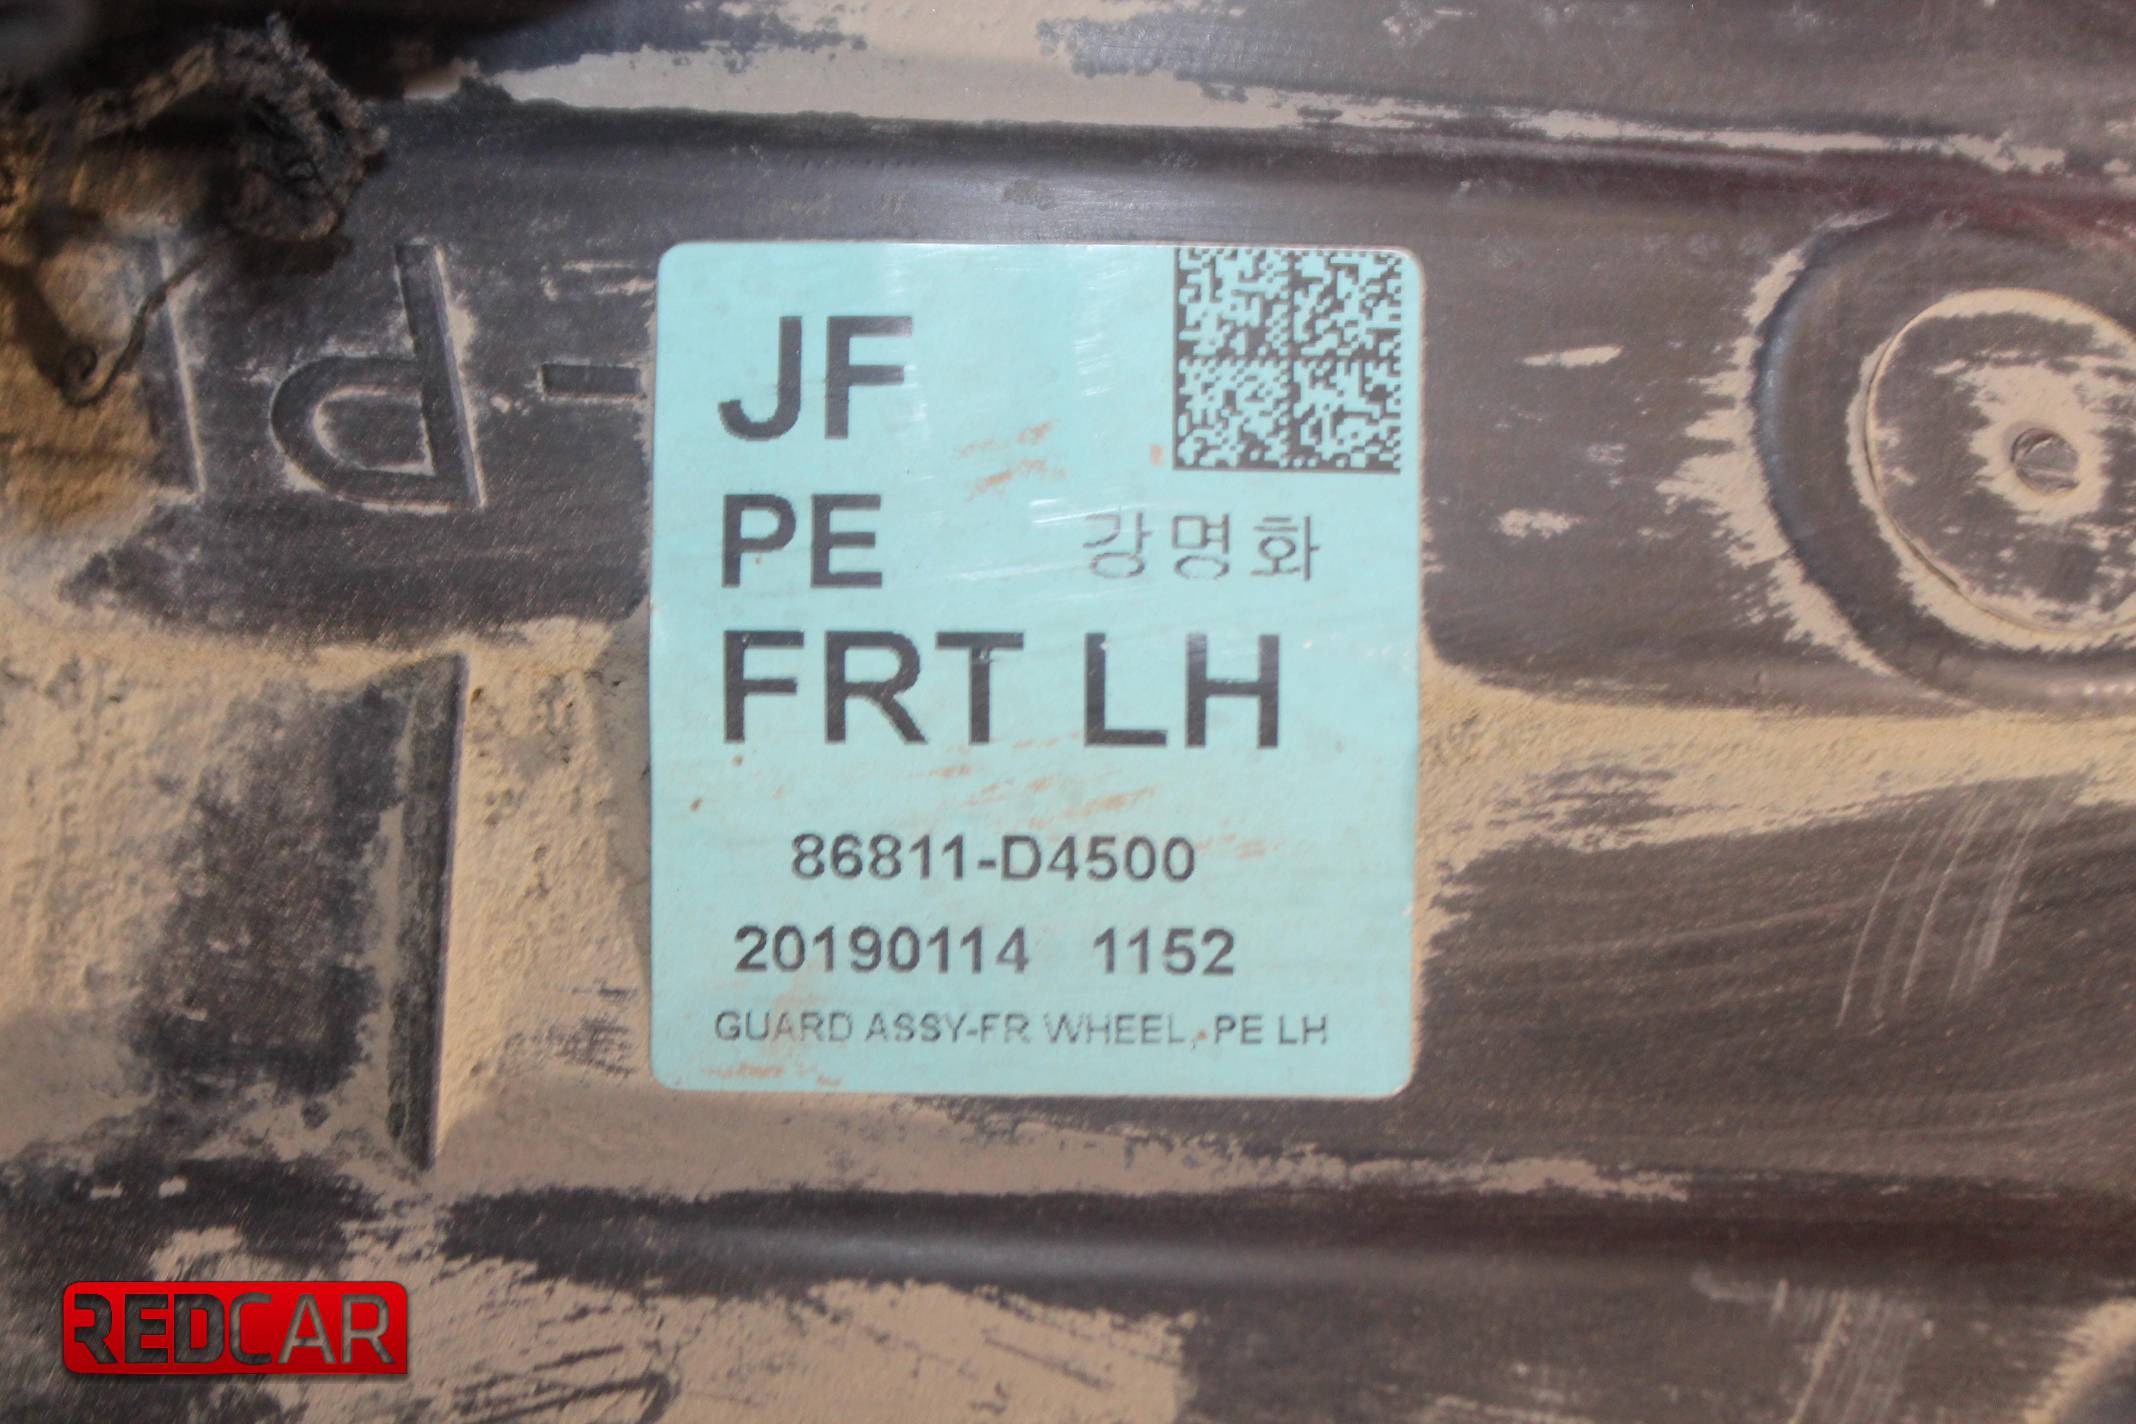 JF
PE 강명화
FRT LH
86811-D4500
20190114 1152
GUARD ASSY-FR WHEEL, PE LH
REDCAR